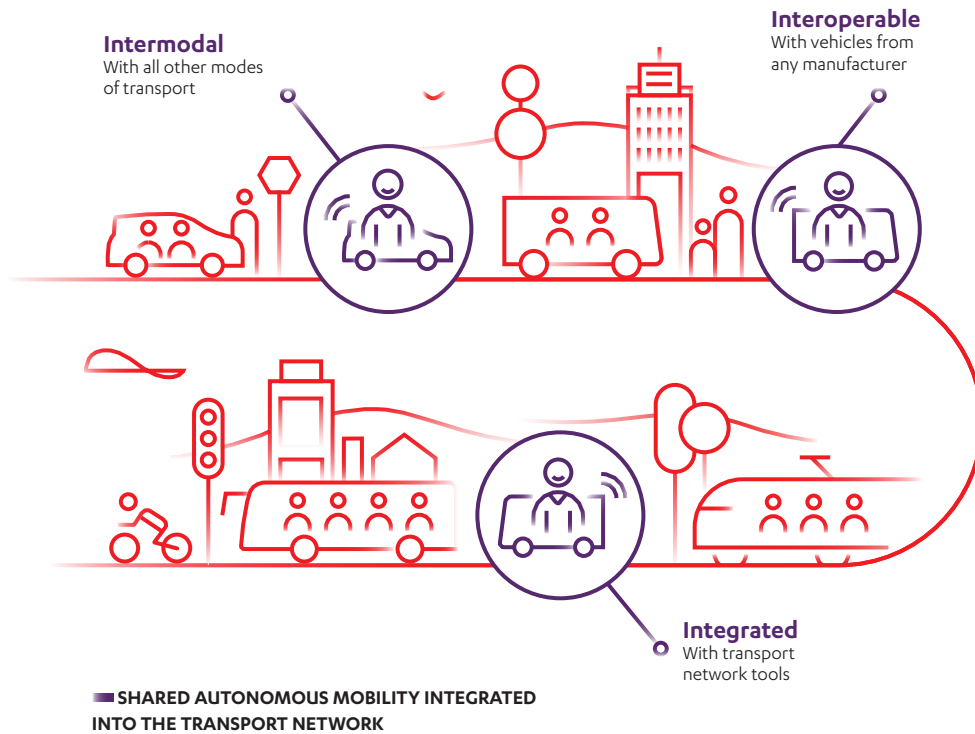 Intermodal
With all other modes
of transport
Interoperable
With vehicles from
any manufacturer
Integrated
With transport
network tools
SHARED AUTONOMOUS MOBILITY INTEGRATED
INTO THE TRANSPORT NETWORK